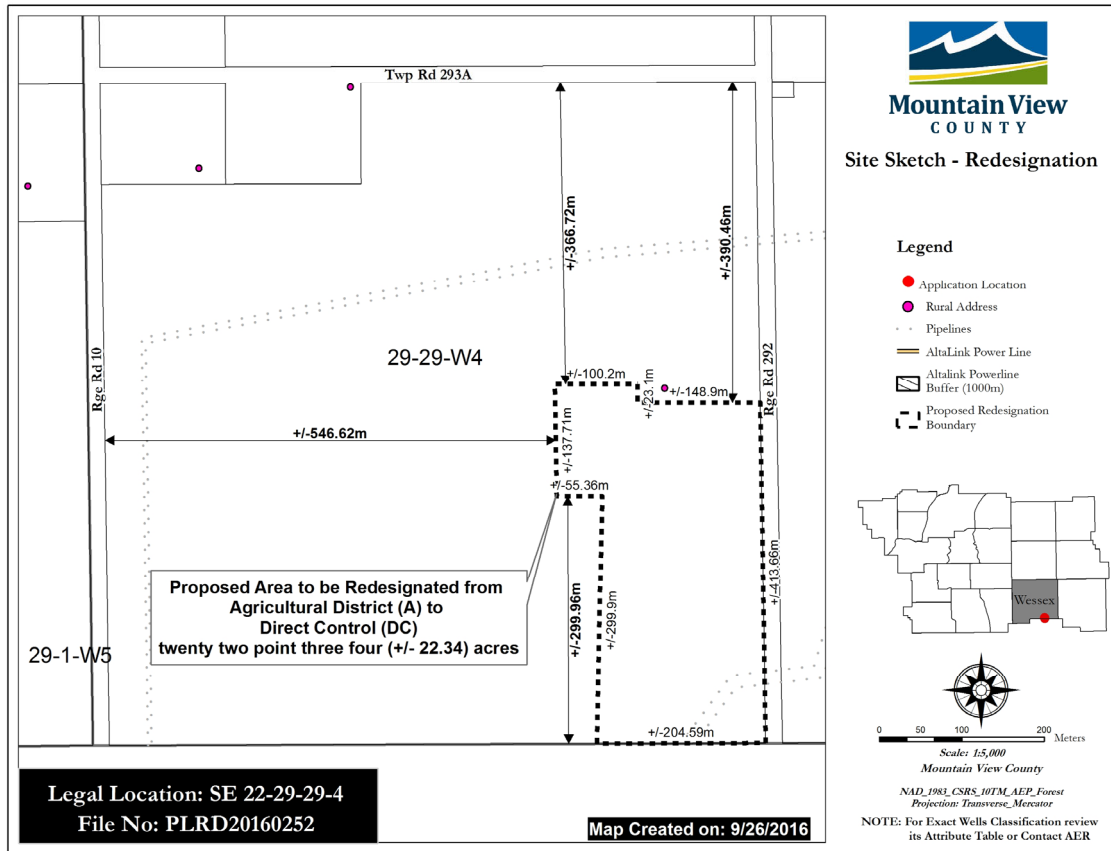 Twp Rd 293A
Rge Rd 10
+/-366.72m
+/-390.46m
29-29-W4
+/-100.2m
+/-23.1m
+/-148.9m
Rge Rd 292
+/-546.62m
+/-137.71m
+/-55.36m
+/-299.96m
+/-299.9m
+/-413.66m
Proposed Area to be Redesignated from
Agricultural District (A) to
Direct Control (DC)
twenty two point three four (+/- 22.34) acres
29-1-W5
+/-204.59m
Legal Location: SE 22-29-29-4
File No: PLRD20160252
Map Created on: 9/26/2016
Mountain View
COUNTY
Site Sketch - Redesignation
Legend
Application Location
Rural Address
Pipelines
AltaLink Power Line
Altalink Powerline
Buffer (1000m)
Proposed Redesignation
Boundary
Wessex
0 50 100 200
Meters
Scale: 1:5,000
Mountain View County
NAD_1983_CSRS_10TM_AEP_Forest
Projection: Transverse_Mercator
NOTE: For Exact Wells Classification review
its Attribute Table or Contact AER